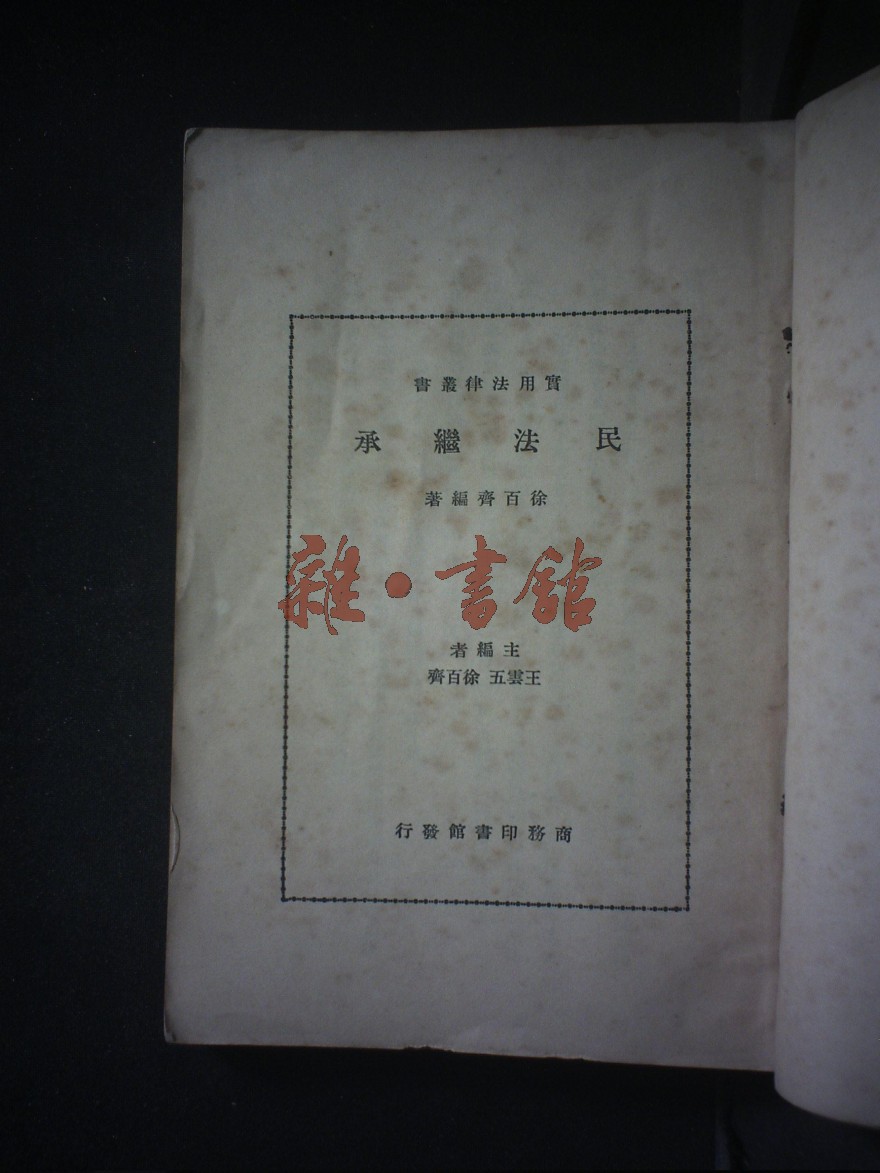 實用法律叢書
民法繼承
徐百齊編著
雜·書館
主編者
王雲五 徐百齊
商務印書館發行